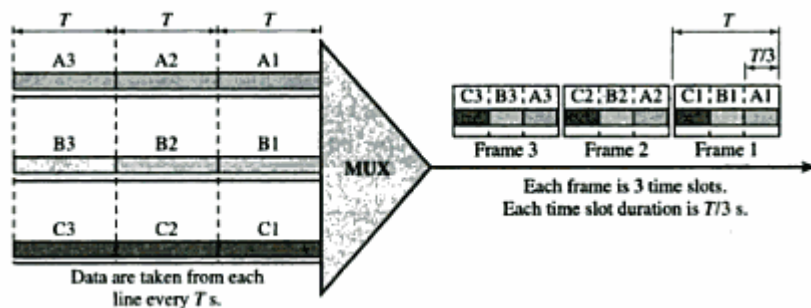 T T T
A3 A2 A1
B3 B2 B1
C3 C2 C1
Data are taken from each
line every T s.
MUX
T
T/3
C3 B3 A3 C2 B2 A2 C1 B1 A1
Frame 3 Frame 2 Frame 1
Each frame is 3 time slots.
Each time slot duration is T/3 s.